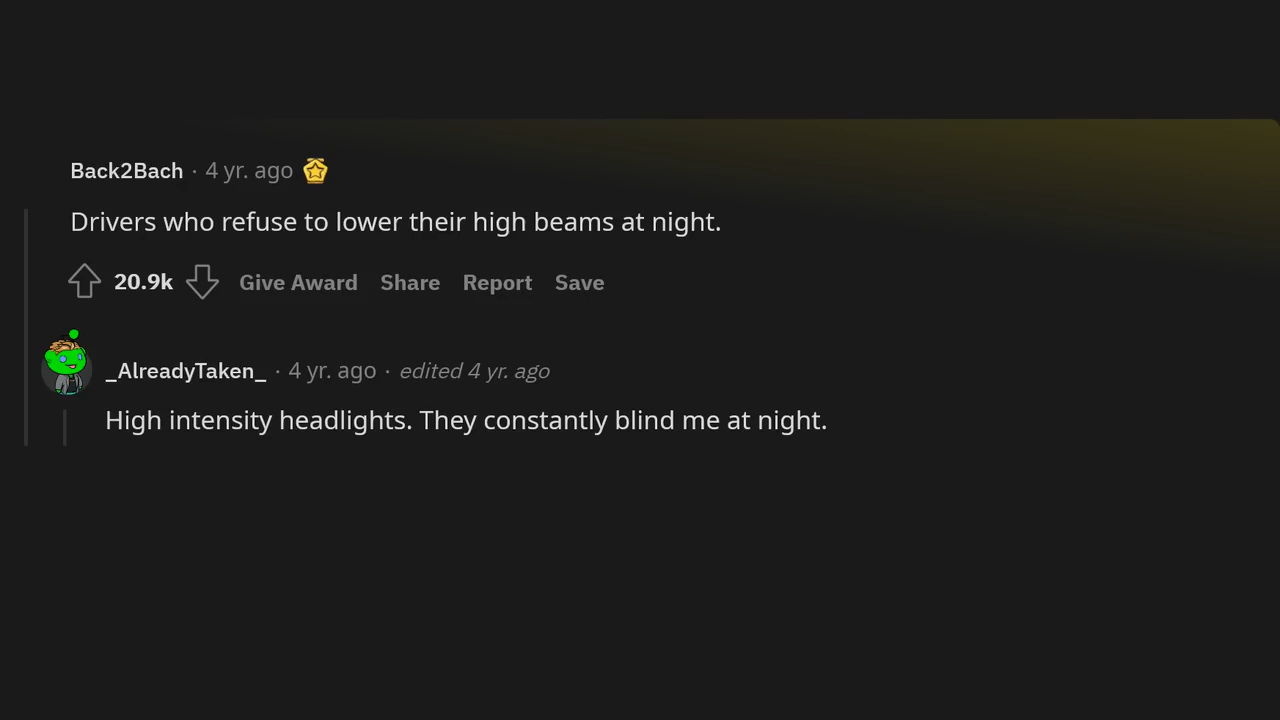 Back2Bach · 4 yr. ago
Drivers who refuse to lower their high beams at night.
20.9k Give Award Share Report Save
_AlreadyTaken_ · 4 yr. ago · edited 4 yr. ago
High intensity headlights. They constantly blind me at night.